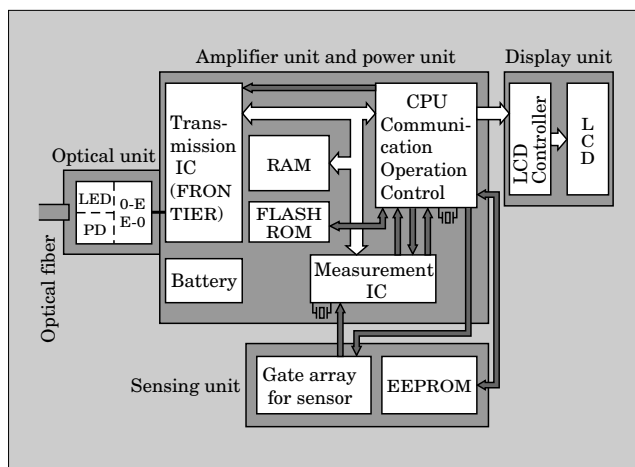 Amplifier unit and power unit
Display unit
Optical unit
LED
PD
0-E
E-0
Optical fiber
Trans-
mission
IC
(FRON
TIER)
RAM
FLASH
ROM
Battery
CPU
Communi-
cation
Operation
Control
Measurement
IC
LCD
Controller
L
C
D
Sensing unit
Gate array
for sensor
EEPROM